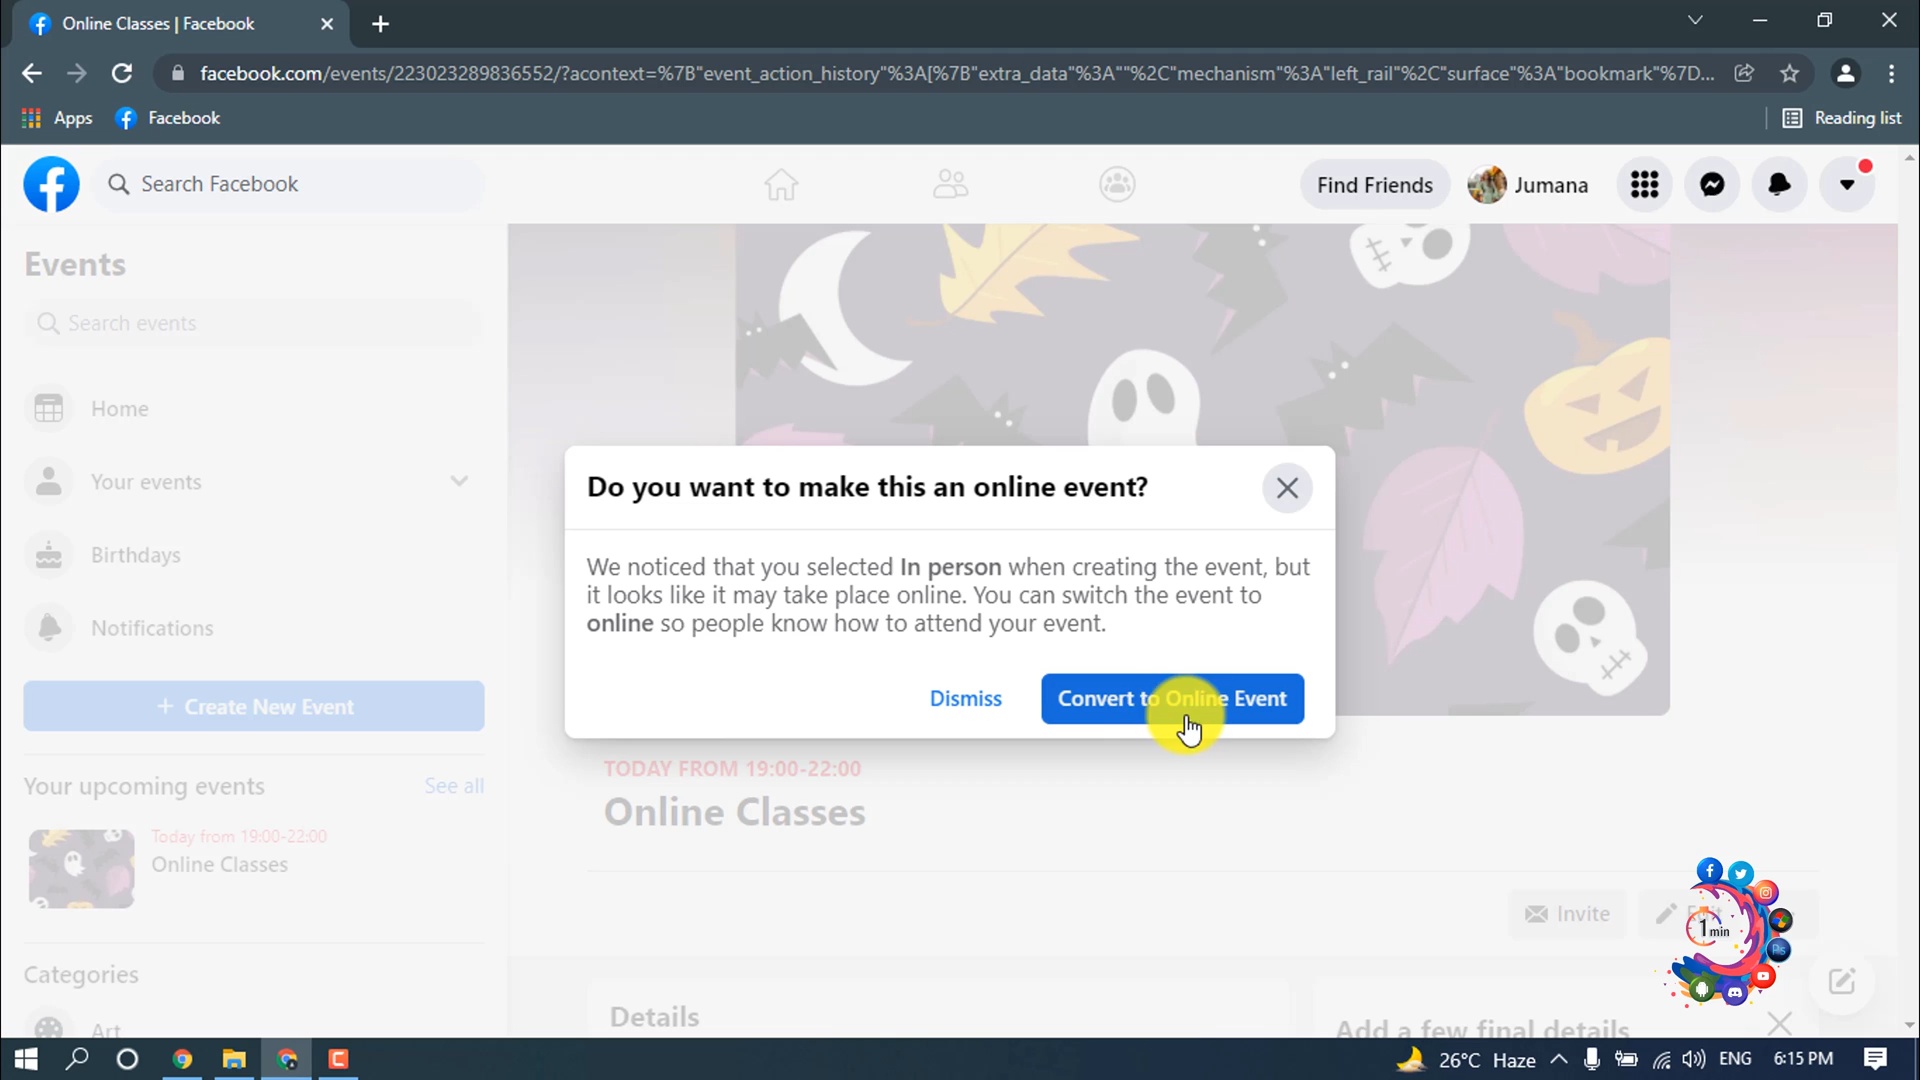 Online Classes | Facebook
facebook.com/events/223023289836552/?acontext=%7B"event_action_history"%3A[%7B"extra_data"%3A""%2C"mechanism"%3A"left_rail"%2C"surface"%3A"bookmark"%7D...
Apps Facebook Reading list
Search Facebook Find Friends Jumana
Events
Search events
Home
Your events
Birthdays
Notifications
+ Create New Event
Your upcoming events See all
Today from 19:00-22:00
Online Classes
Categories
Art
Do you want to make this an online event?
We noticed that you selected In person when creating the event, but
it looks like it may take place online. You can switch the event to
online so people know how to attend your event.
Dismiss Convert to Online Event
TODAY FROM 19:00-22:00
Online Classes
Invite
1 min
Ps
Details
Add a few final details
26°C Haze ENG 6:15 PM